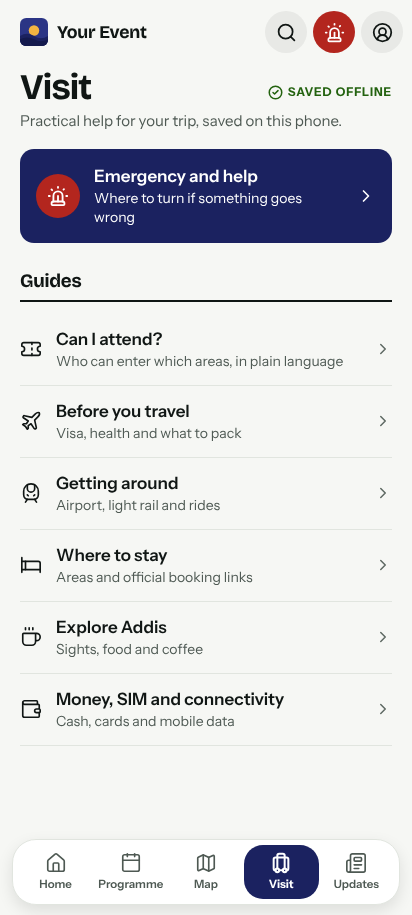 Your Event
Visit
SAVED OFFLINE
Practical help for your trip, saved on this phone.
Emergency and help
Where to turn if something goes
wrong
Guides
Can I attend?
Who can enter which areas, in plain language
Before you travel
Visa, health and what to pack
Getting around
Airport, light rail and rides
Where to stay
Areas and official booking links
Explore Addis
Sights, food and coffee
Money, SIM and connectivity
Cash, cards and mobile data
Home
Programme
Map
Visit
Updates